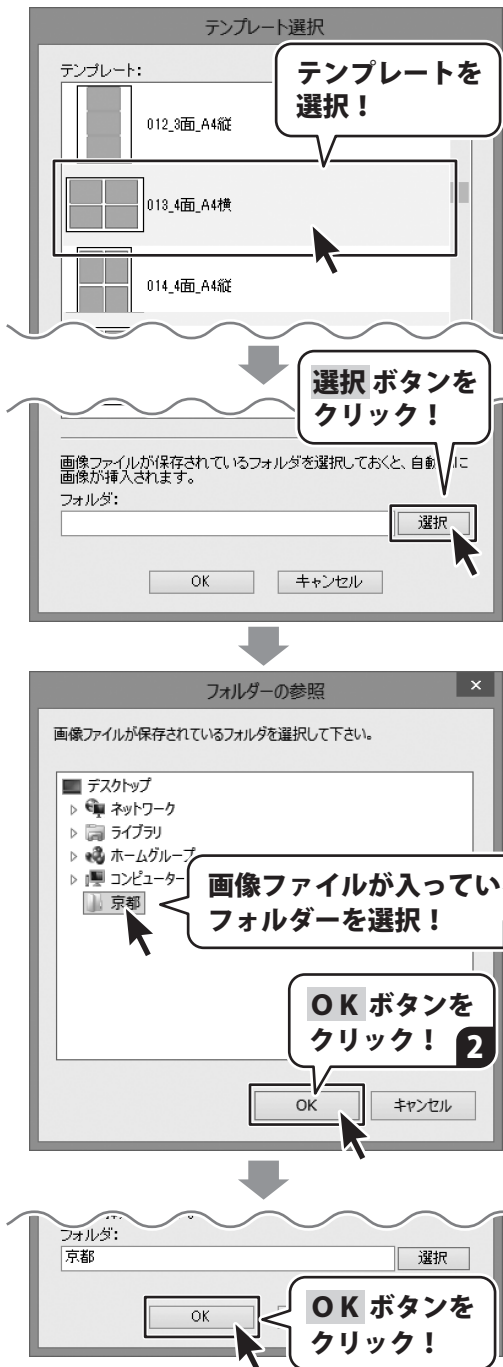 テンプレート選択
テンプレート:
テンプレートを
選択！
012_3面_A4縦
013_4面_A4横
014_4面_A4縦
選択 ボタンを
クリック！
画像ファイルが保存されているフォルダを選択しておくと、自動 に
画像が挿入されます。
フォルダ:
選択
OK キャンセル
フォルダーの参照 ×
画像ファイルが保存されているフォルダを選択して下さい。
デスクトップ
ネットワーク
ライブラリ
ホームグループ
コンピューター
京都
画像ファイルが入ってい
フォルダーを選択！
OK ボタンを
クリック！ 2
OK キャンセル
フォルダ:
京都 選択
OK
OK ボタンを
クリック！